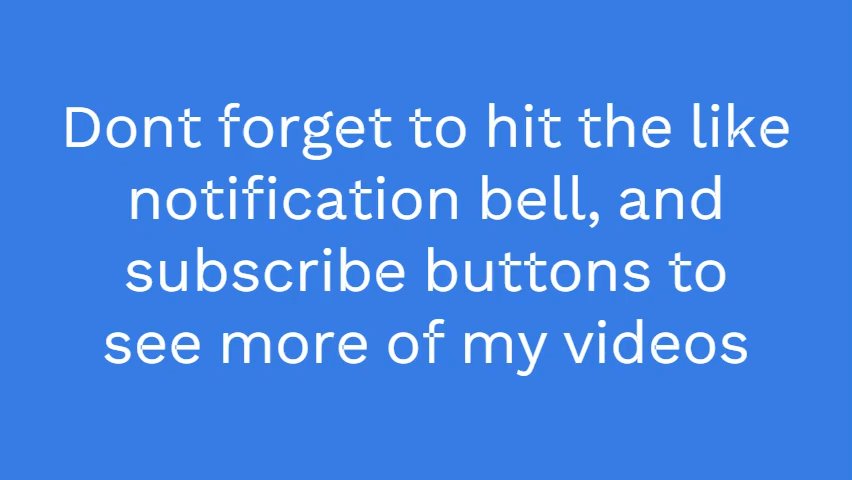 Dont forget to hit the like
notification bell, and
subscribe buttons to
see more of my videos